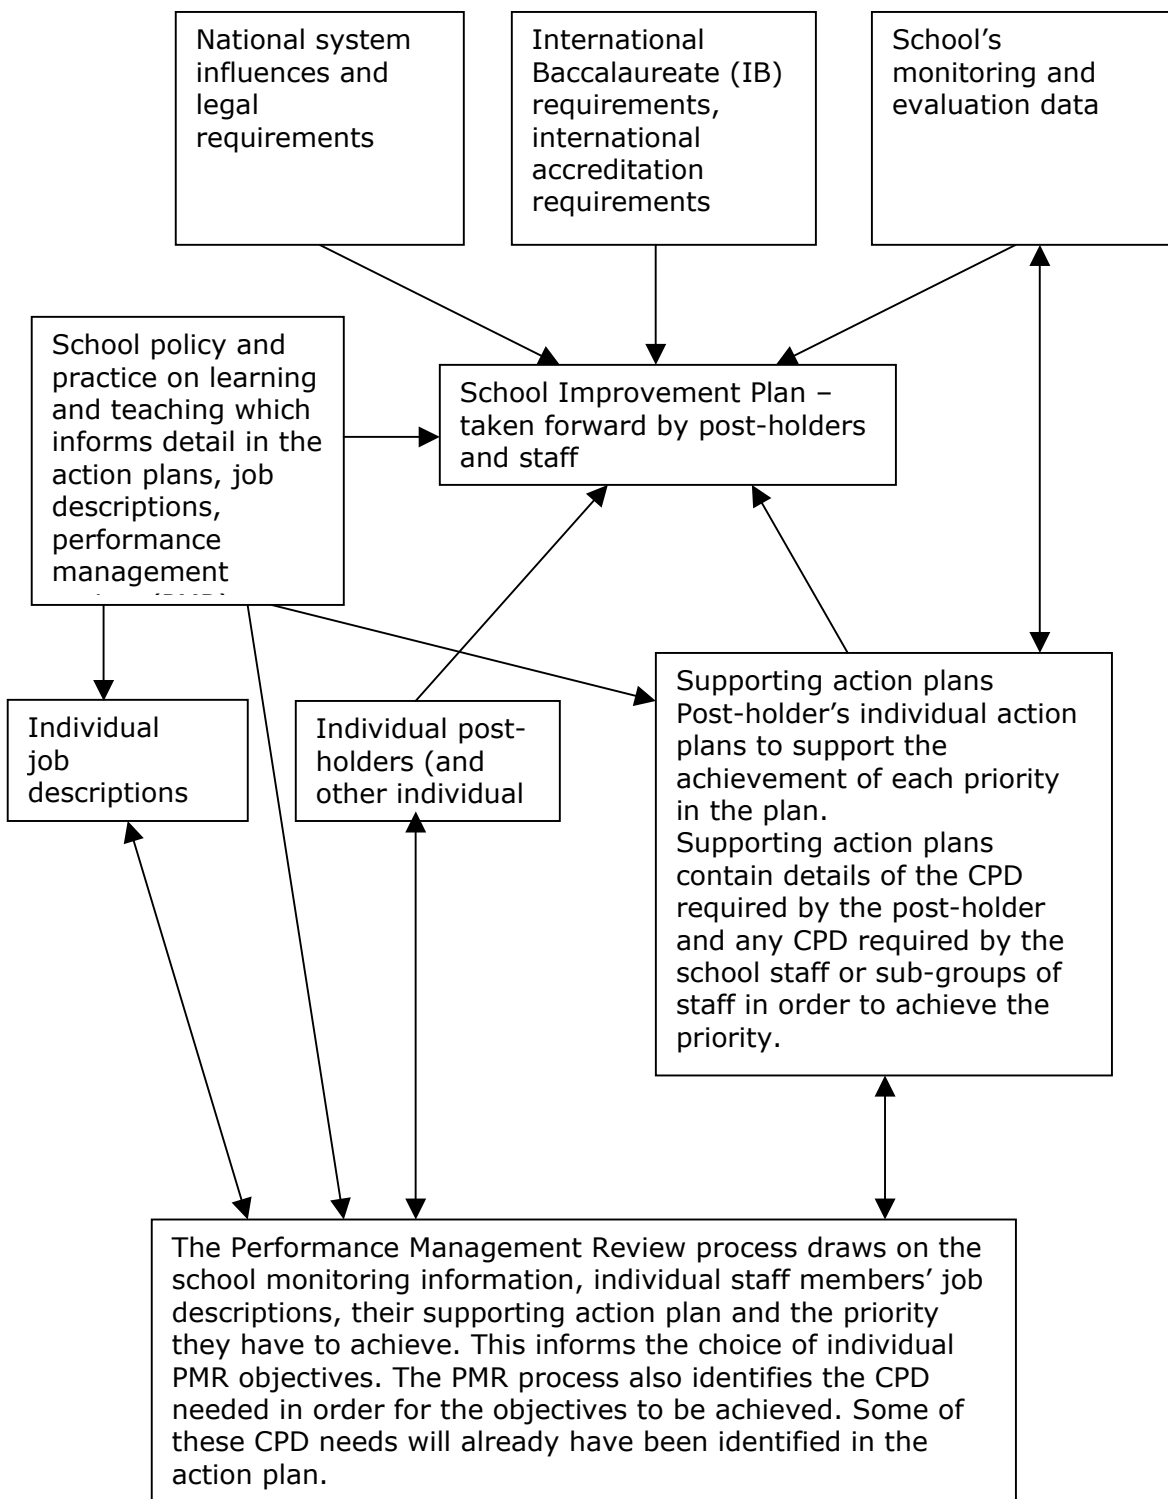 National system
influences and
legal
requirements
International
Baccalaureate (IB)
requirements,
international
accreditation
requirements
School’s
monitoring and
evaluation data
School policy and
practice on learning
and teaching which
informs detail in the
action plans, job
descriptions,
performance
management
School Improvement Plan –
taken forward by post-holders
and staff
Individual
job
descriptions
Individual post-
holders (and
other individual
Supporting action plans
Post-holder’s individual action
plans to support the
achievement of each priority
in the plan.
Supporting action plans
contain details of the CPD
required by the post-holder
and any CPD required by the
school staff or sub-groups of
staff in order to achieve the
priority.
The Performance Management Review process draws on the
school monitoring information, individual staff members’ job
descriptions, their supporting action plan and the priority
they have to achieve. This informs the choice of individual
PMR objectives. The PMR process also identifies the CPD
needed in order for the objectives to be achieved. Some of
these CPD needs will already have been identified in the
action plan.